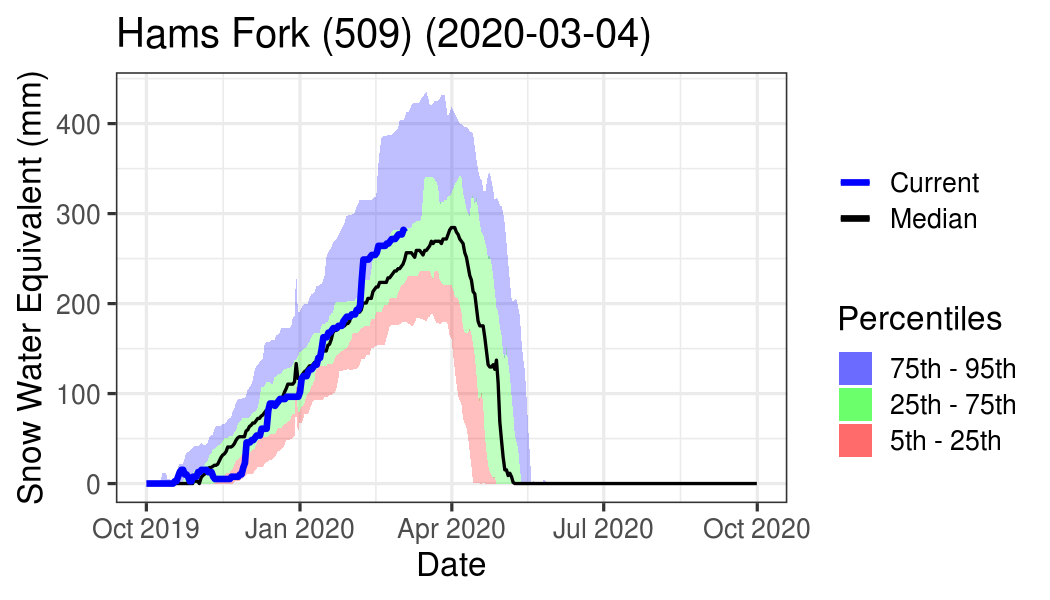 Hams Fork (509) (2020-03-04)
Snow Water Equivalent (mm)
400
300
200
100
0
Oct 2019
Jan 2020
Apr 2020
Jul 2020
Oct 2020
Date
Current
Median
Percentiles
75th - 95th
25th - 75th
5th - 25th